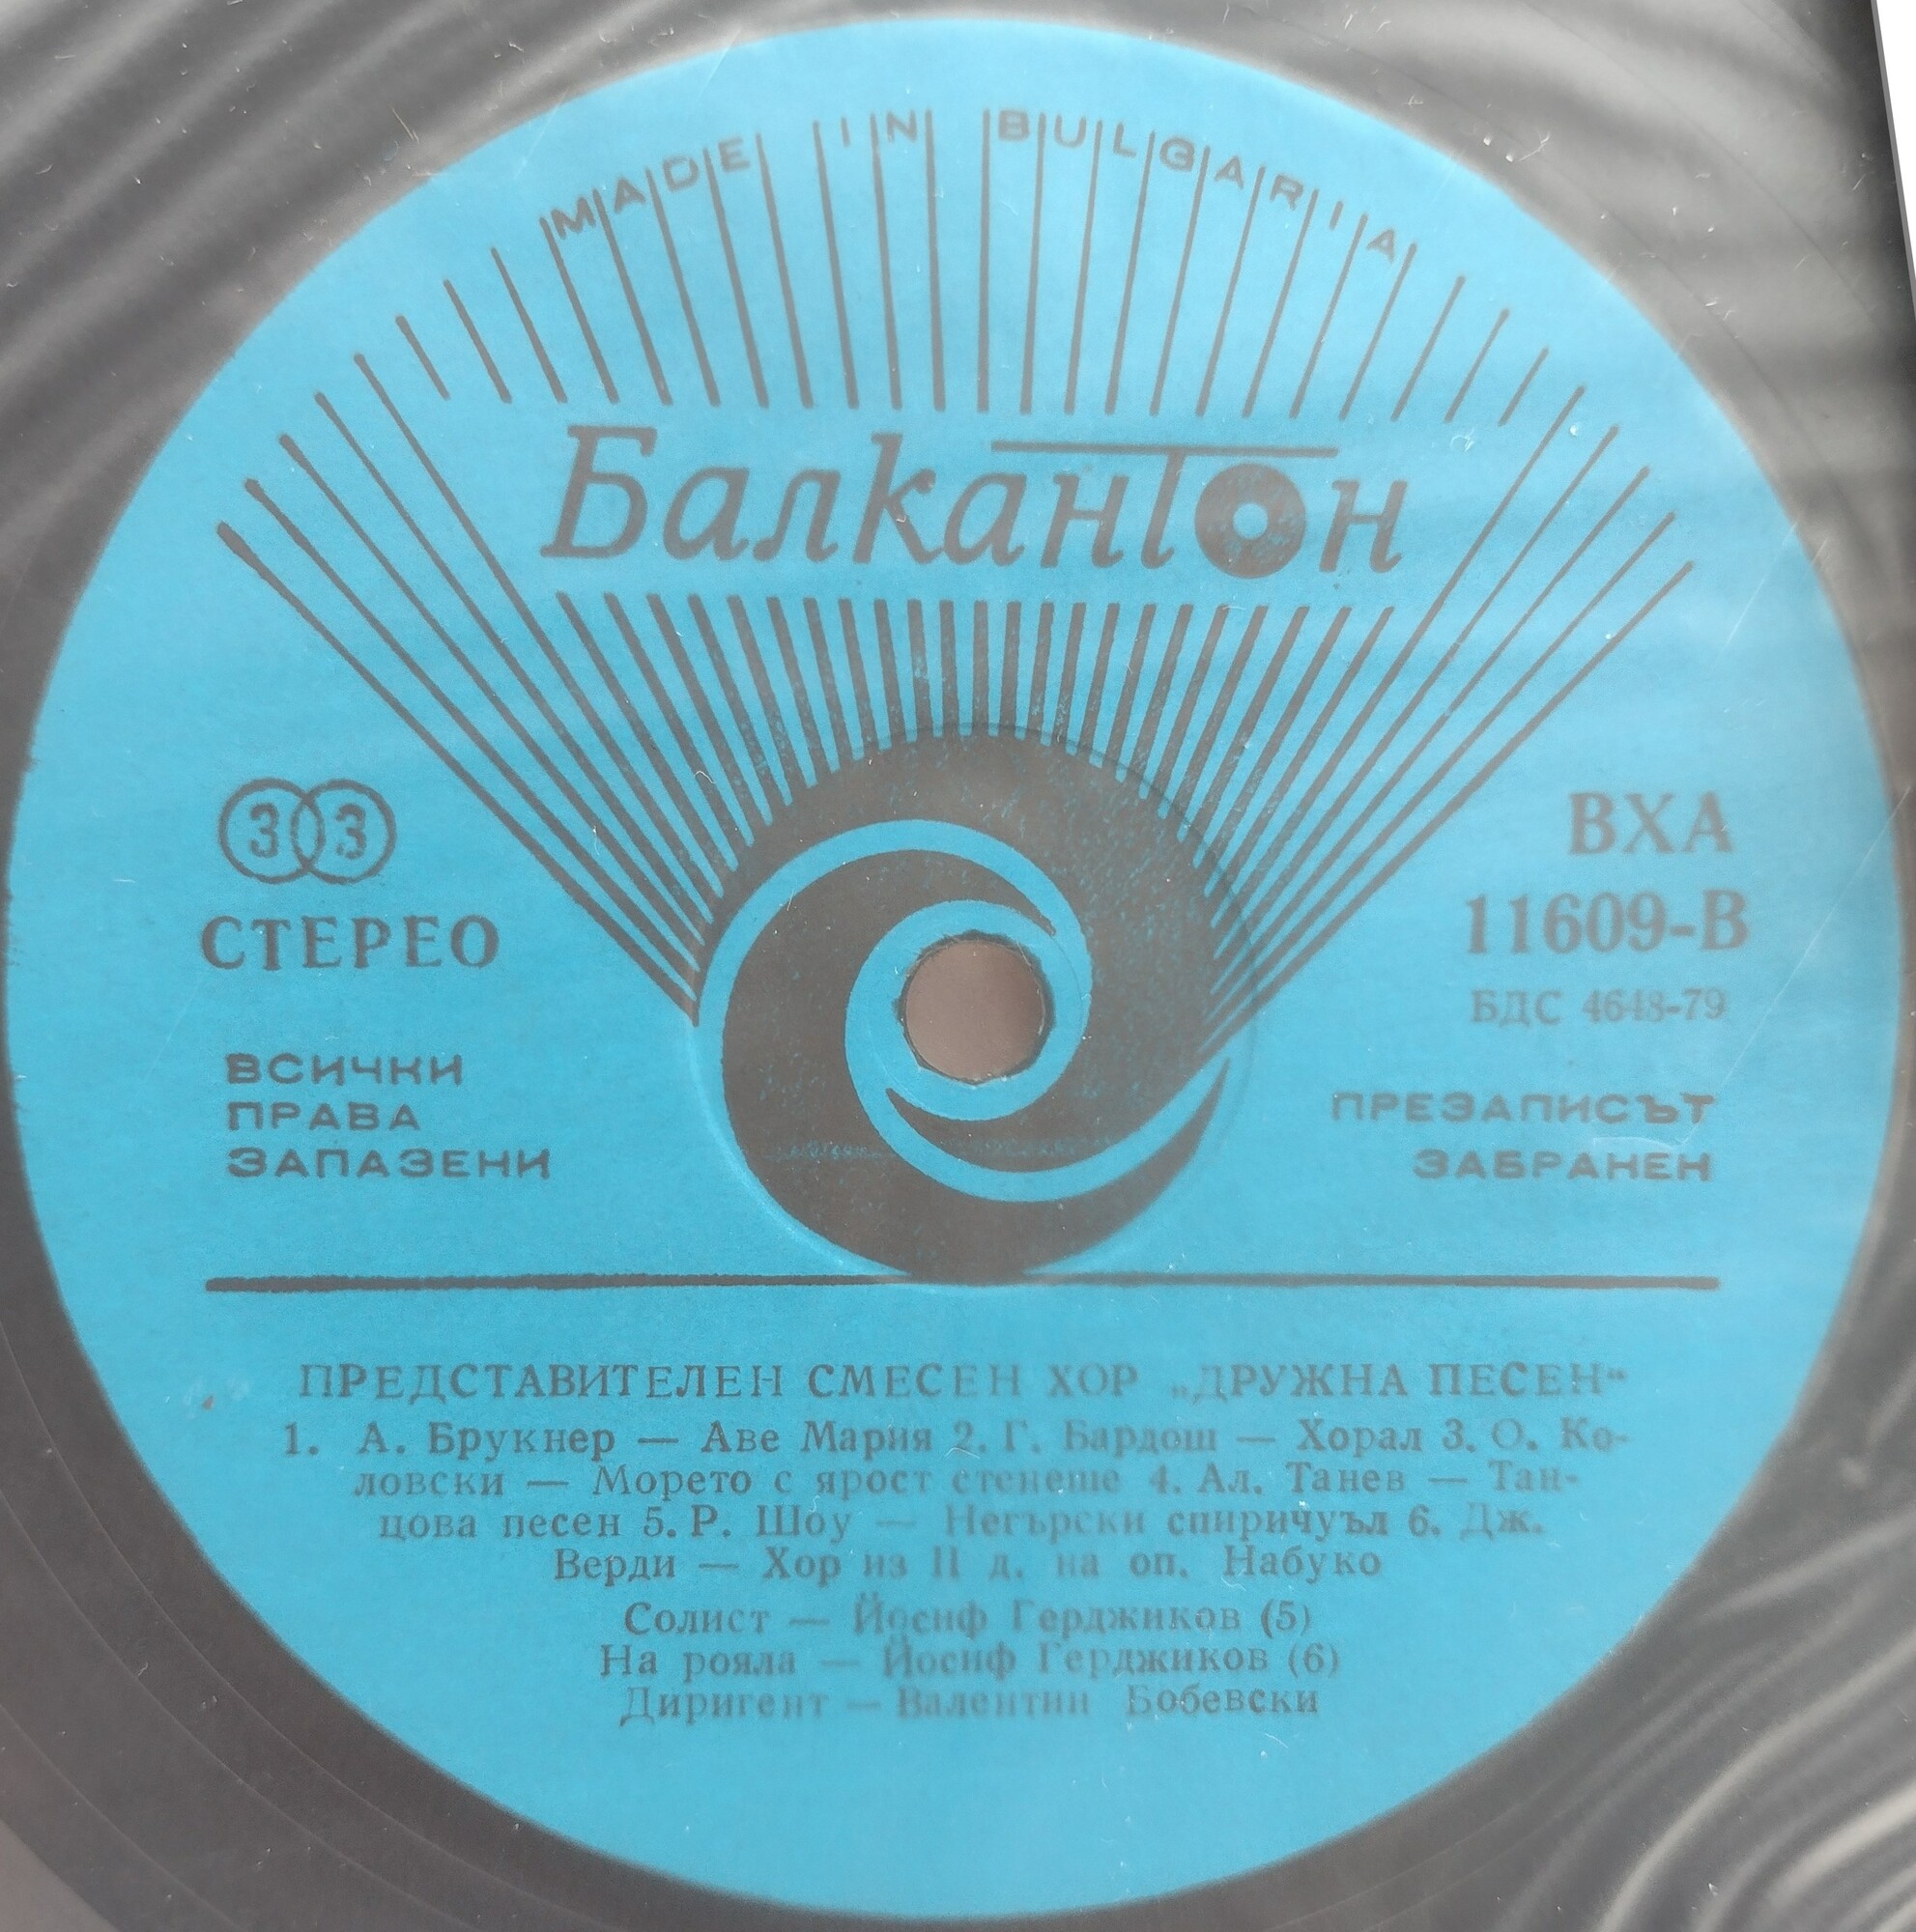 MADE IN BULGARIA
Балкантон
33
СТЕРЕО
ВСИЧКИ
ПРАВА
ЗАПАЗЕНИ
ВХА
11609-В
БДС 4648-79
ПРЕЗАПИСЪТ
ЗАБРАНЕН
ПРЕДСТАВИТЕЛЕН СМЕСЕН ХОР „ДРУЖНА ПЕСЕН“
1. А. Брукнер — Аве Мария 2. Г. Бардош — Хорал 3. О. Ко-
ловски — Морето с ярост стенеше 4. Ал. Танев — Тан-
цова песен 5. Р. Шоу — Негърски спиричуъл 6. Дж.
Верди — Хор из II д. на оп. Набуко
Солист — Йосиф Герджиков (5)
На рояла — Йосиф Герджиков (6)
Диригент — Валентин Бобевски